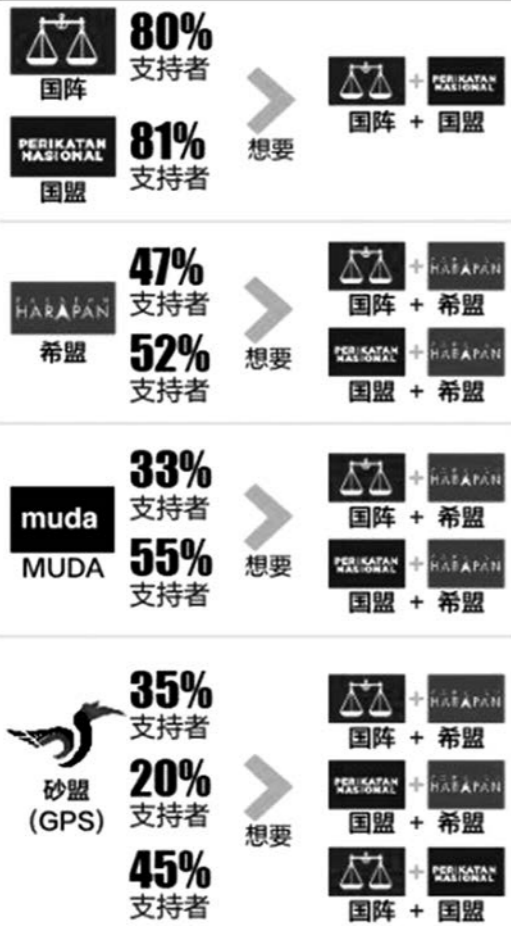 80%
支持者
国阵
PERIKATAN
NASIONAL
81%
支持者
国盟
想要
+
PERIKATAN
NASIONAL
国阵 + 国盟
47%
支持者
HARAPAN
希盟
52%
支持者
想要
+ HARAPAN
国阵 + 希盟
PERIKATAN
NASIONAL
+ HARAPAN
国盟 + 希盟
33%
支持者
muda
MUDA
55%
支持者
想要
+ HARAPAN
国阵 + 希盟
PERIKATAN
NASIONAL
+ HARAPAN
国盟 + 希盟
35%
支持者
砂盟
(GPS)
20%
支持者
45%
支持者
想要
+ HARAPAN
国阵 + 希盟
PERIKATAN
NASIONAL
+ HARAPAN
国盟 + 希盟
+
PERIKATAN
NASIONAL
国阵 + 国盟